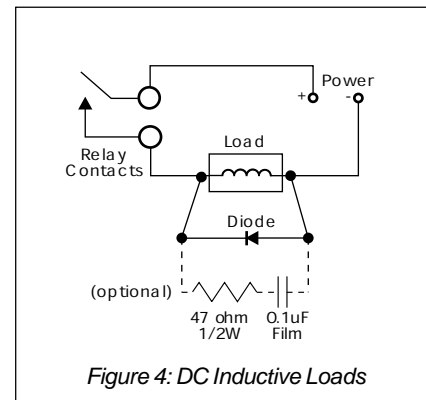 Power
+ -
Load
Relay
Contacts
Diode
(optional)
47 ohm 0.1uF
1/2W Film
Figure 4: DC Inductive Loads